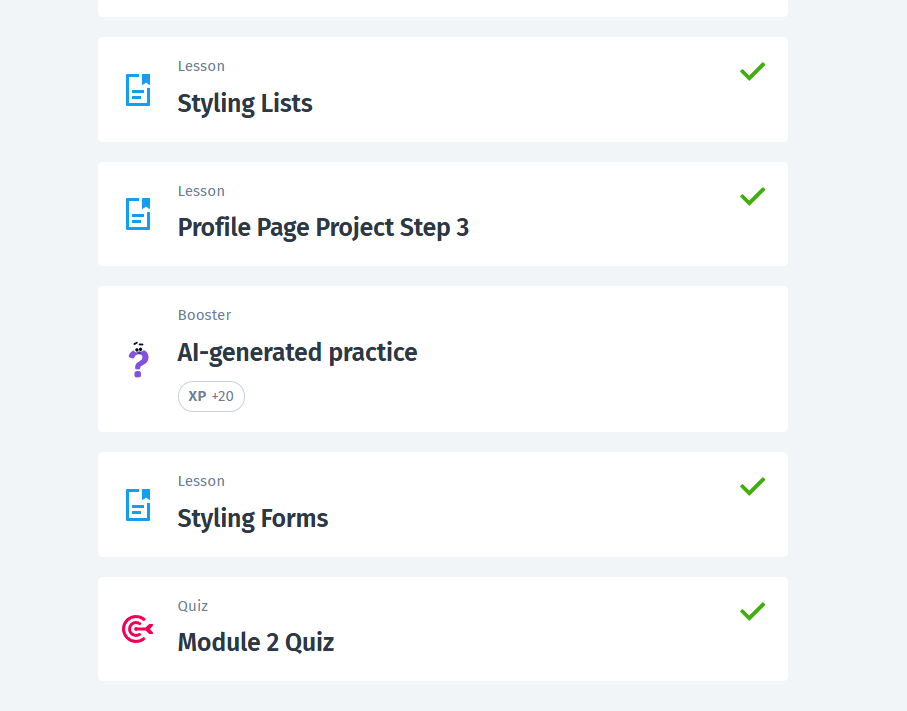 Lesson
Styling Lists
Lesson
Profile Page Project Step 3
Booster
AI-generated practice
XP +20
Lesson
Styling Forms
Quiz
Module 2 Quiz